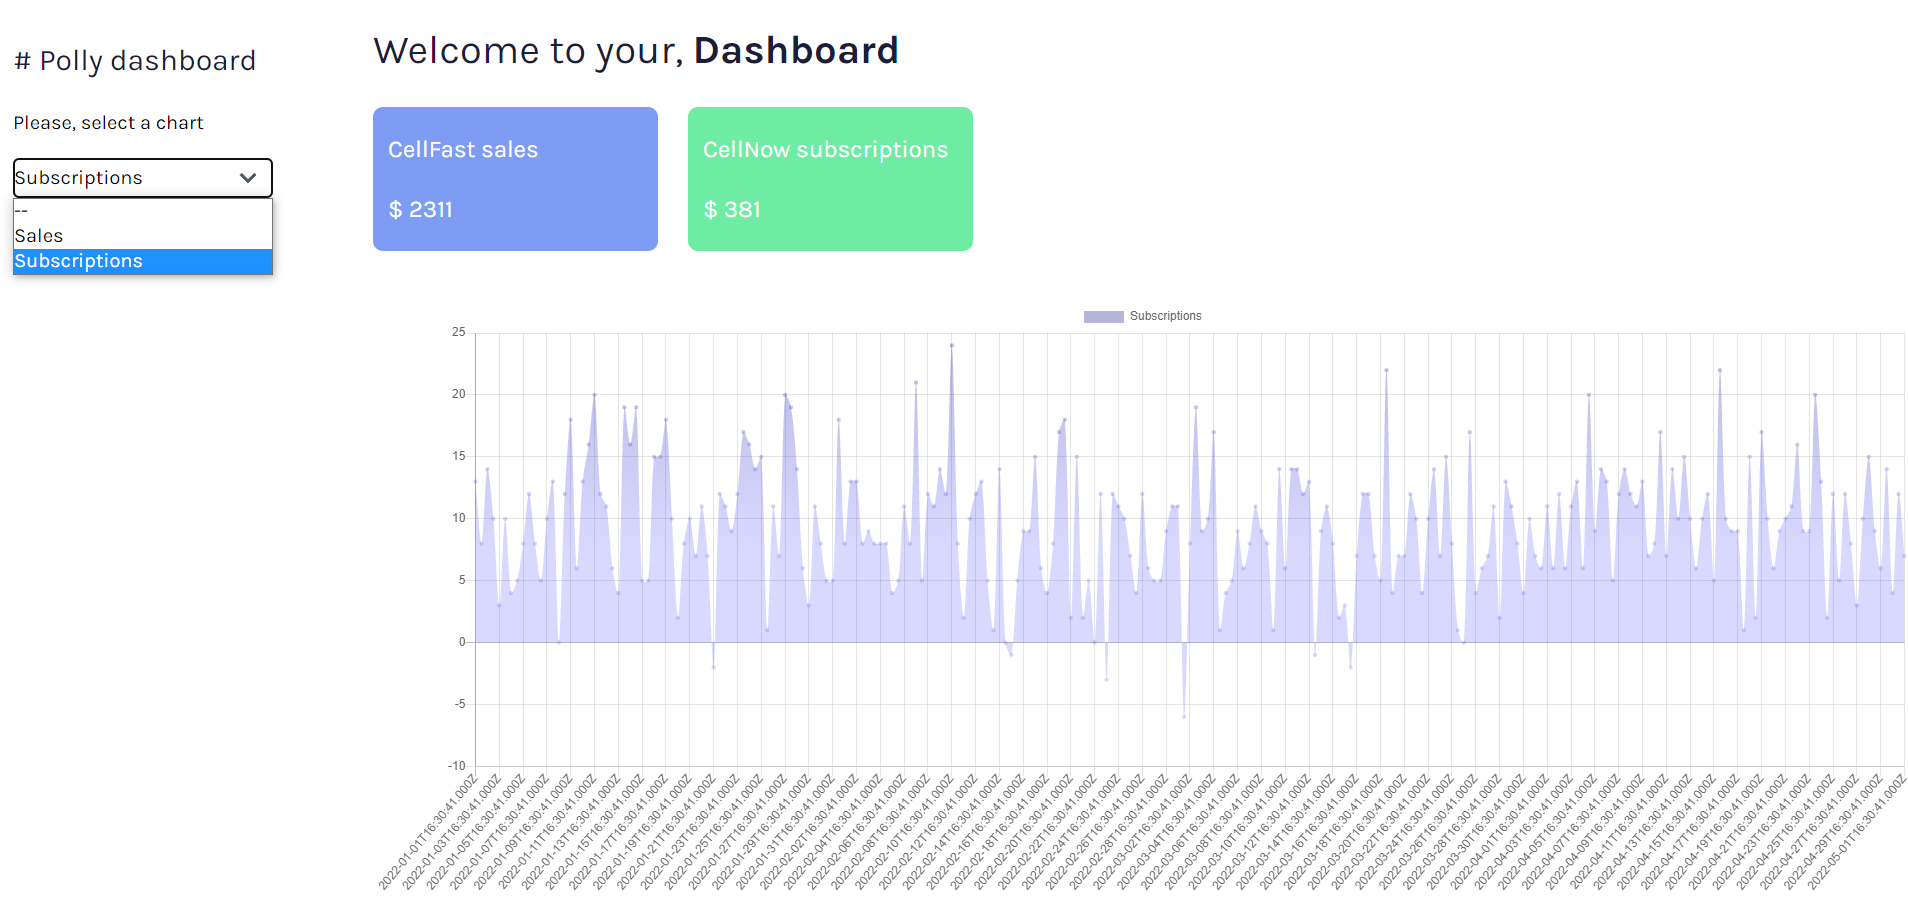 # Polly dashboard
Please, select a chart
Subscriptions
--
Sales
Subscriptions
Welcome to your, Dashboard
CellFast sales
$ 2311
CellNow subscriptions
$ 381
Subscriptions
25
20
15
10
5
0
-5
-10
2022-01-01T16:30:41.000Z
2022-01-03T16:30:41.000Z
2022-01-05T16:30:41.000Z
2022-01-07T16:30:41.000Z
2022-01-09T16:30:41.000Z
2022-01-11T16:30:41.000Z
2022-01-13T16:30:41.000Z
2022-01-15T16:30:41.000Z
2022-01-17T16:30:41.000Z
2022-01-19T16:30:41.000Z
2022-01-21T16:30:41.000Z
2022-01-23T16:30:41.000Z
2022-01-25T16:30:41.000Z
2022-01-27T16:30:41.000Z
2022-01-29T16:30:41.000Z
2022-01-31T16:30:41.000Z
2022-02-02T16:30:41.000Z
2022-02-04T16:30:41.000Z
2022-02-06T16:30:41.000Z
2022-02-08T16:30:41.000Z
2022-02-10T16:30:41.000Z
2022-02-12T16:30:41.000Z
2022-02-14T16:30:41.000Z
2022-02-16T16:30:41.000Z
2022-02-18T16:30:41.000Z
2022-02-20T16:30:41.000Z
2022-02-22T16:30:41.000Z
2022-02-24T16:30:41.000Z
2022-02-26T16:30:41.000Z
2022-02-28T16:30:41.000Z
2022-03-02T16:30:41.000Z
2022-03-04T16:30:41.000Z
2022-03-06T16:30:41.000Z
2022-03-08T16:30:41.000Z
2022-03-10T16:30:41.000Z
2022-03-12T16:30:41.000Z
2022-03-14T16:30:41.000Z
2022-03-16T16:30:41.000Z
2022-03-18T16:30:41.000Z
2022-03-20T16:30:41.000Z
2022-03-22T16:30:41.000Z
2022-03-24T16:30:41.000Z
2022-03-26T16:30:41.000Z
2022-03-28T16:30:41.000Z
2022-03-30T16:30:41.000Z
2022-04-01T16:30:41.000Z
2022-04-03T16:30:41.000Z
2022-04-05T16:30:41.000Z
2022-04-07T16:30:41.000Z
2022-04-09T16:30:41.000Z
2022-04-11T16:30:41.000Z
2022-04-13T16:30:41.000Z
2022-04-15T16:30:41.000Z
2022-04-17T16:30:41.000Z
2022-04-19T16:30:41.000Z
2022-04-21T16:30:41.000Z
2022-04-23T16:30:41.000Z
2022-04-25T16:30:41.000Z
2022-04-27T16:30:41.000Z
2022-04-29T16:30:41.000Z
2022-05-01T16:30:41.000Z